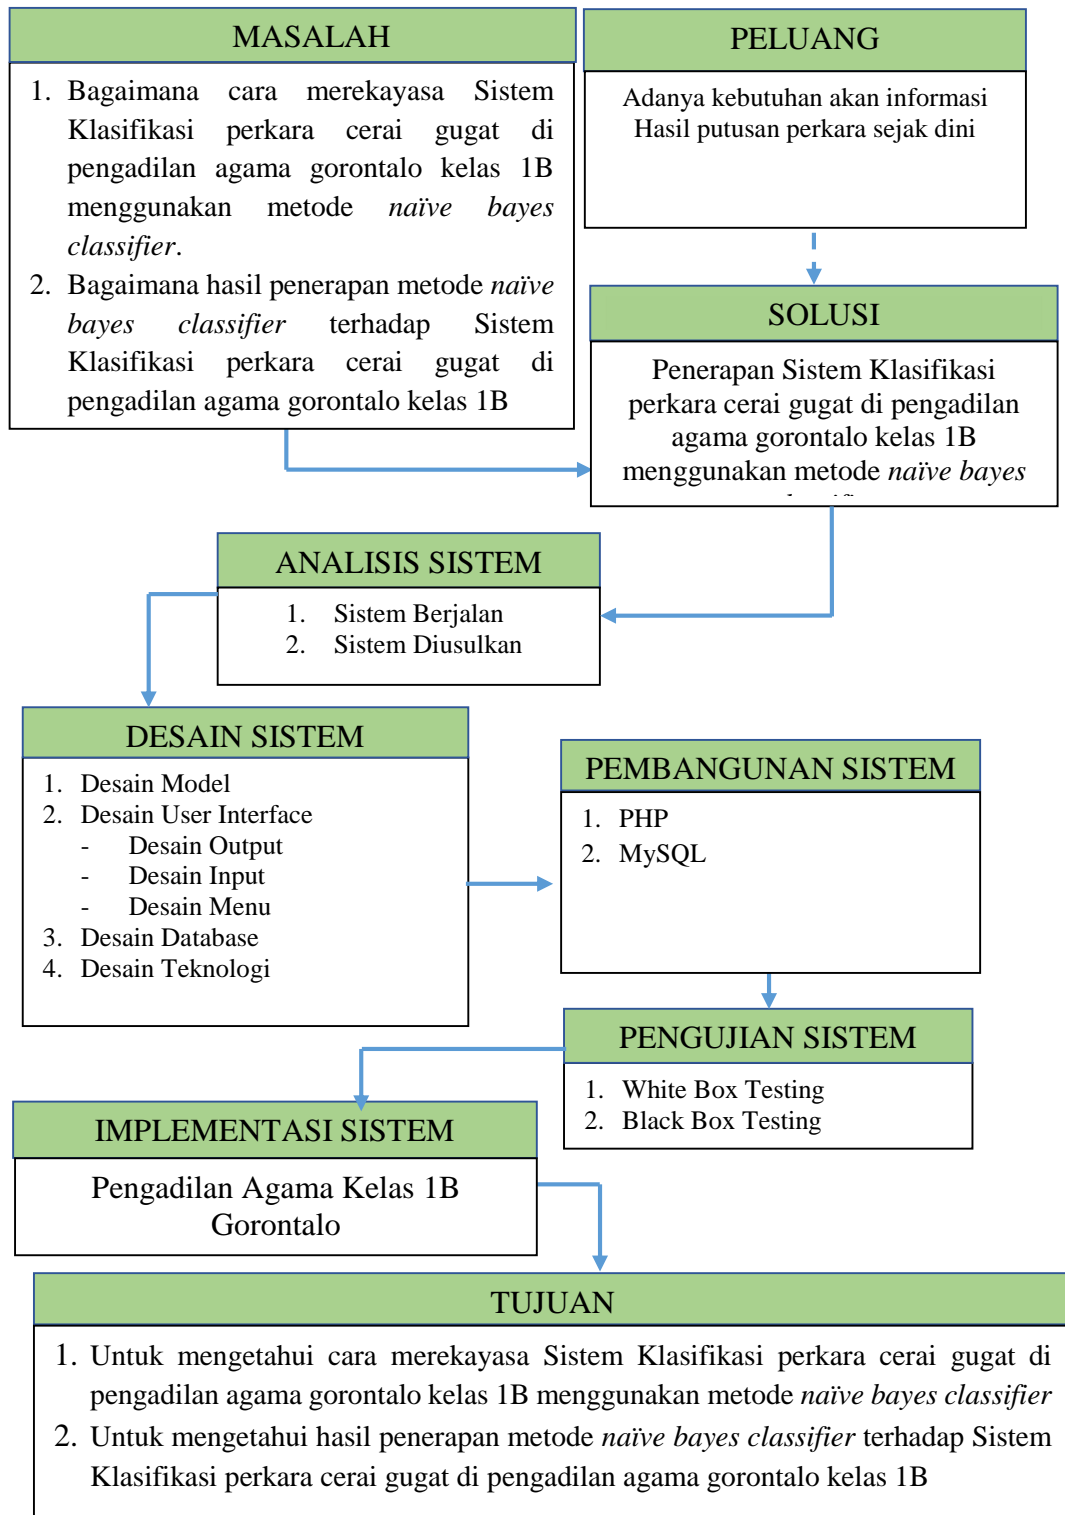 MASALAH
1. Bagaimana cara merekayasa Sistem
Klasifikasi perkara cerai gugat di
pengadilan agama gorontalo kelas 1B
menggunakan metode naïve bayes
classifier.
2. Bagaimana hasil penerapan metode naïve
bayes classifier terhadap Sistem
Klasifikasi perkara cerai gugat di
pengadilan agama gorontalo kelas 1B
PELUANG
Adanya kebutuhan akan informasi
Hasil putusan perkara sejak dini
SOLUSI
Penerapan Sistem Klasifikasi
perkara cerai gugat di pengadilan
agama gorontalo kelas 1B
menggunakan metode naïve bayes
ANALISIS SISTEM
1. Sistem Berjalan
2. Sistem Diusulkan
DESAIN SISTEM
1. Desain Model
2. Desain User Interface
- Desain Output
- Desain Input
- Desain Menu
3. Desain Database
4. Desain Teknologi
PEMBANGUNAN SISTEM
1. PHP
2. MySQL
PENGUJIAN SISTEM
1. White Box Testing
2. Black Box Testing
IMPLEMENTASI SISTEM
Pengadilan Agama Kelas 1B
Gorontalo
TUJUAN
1. Untuk mengetahui cara merekayasa Sistem Klasifikasi perkara cerai gugat di
pengadilan agama gorontalo kelas 1B menggunakan metode naïve bayes classifier
2. Untuk mengetahui hasil penerapan metode naïve bayes classifier terhadap Sistem
Klasifikasi perkara cerai gugat di pengadilan agama gorontalo kelas 1B